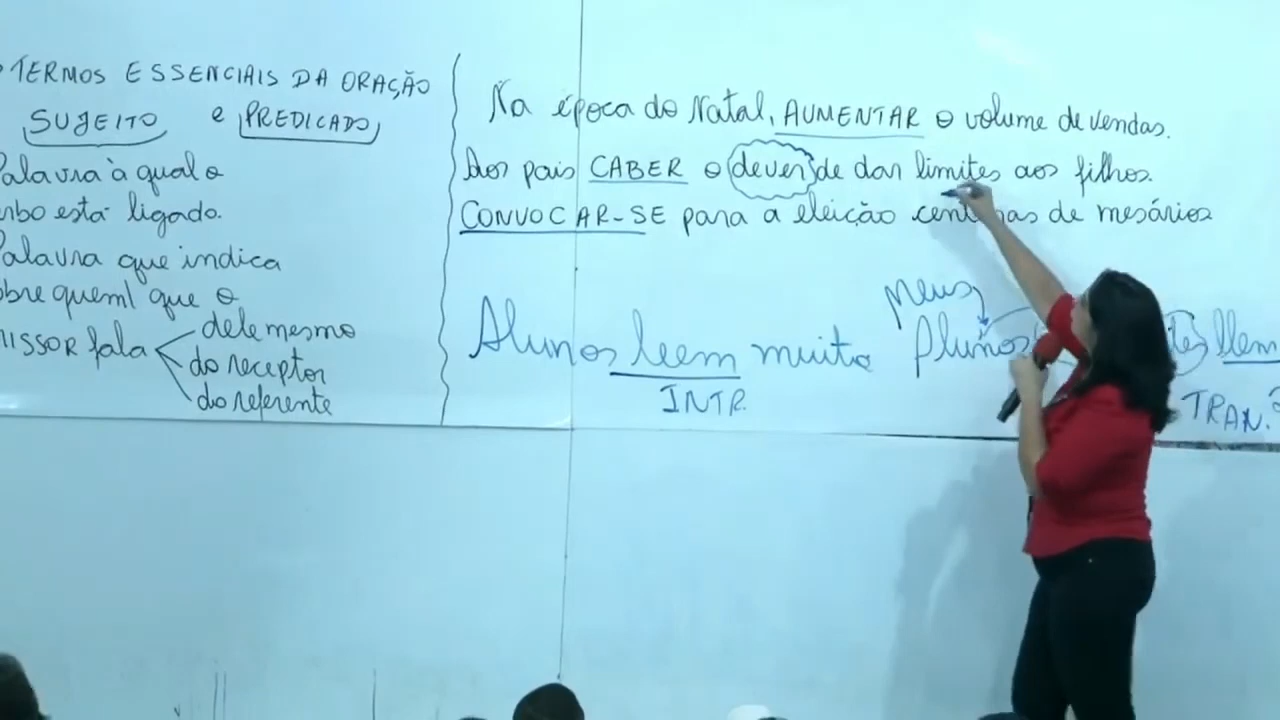 TERMOS ESSENCIAIS DA ORAÇÃO
SUJEITO e PREDICADO
Palavra à qual o
verbo está ligado.
Palavra que indica
sobre quem/ que o
EMISSOR fala
dele mesmo
do receptor
do referente
Na época do Natal, AUMENTAR o volume de vendas.
Aos pais CABER o dever de dar limites aos filhos.
CONVOCAR-SE para a eleição centenas de mesários
Alunos leem muito
INTR.
Meus
Alunos leem
TRAN.